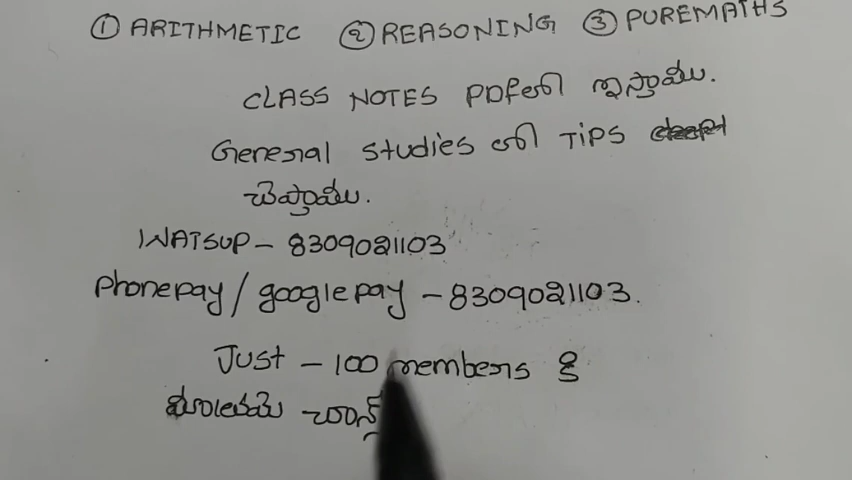 ① ARITHMETIC ② REASONING ③ PUREMATHS
CLASS NOTES PDFలో ఇస్తాము.
General studies లో TIPS
చెప్తాము.
WATSUP - 8309021103
phonepay / googlepay - 8309021103.
Just - 100 members కి
మాత్రమే ఛాన్స్